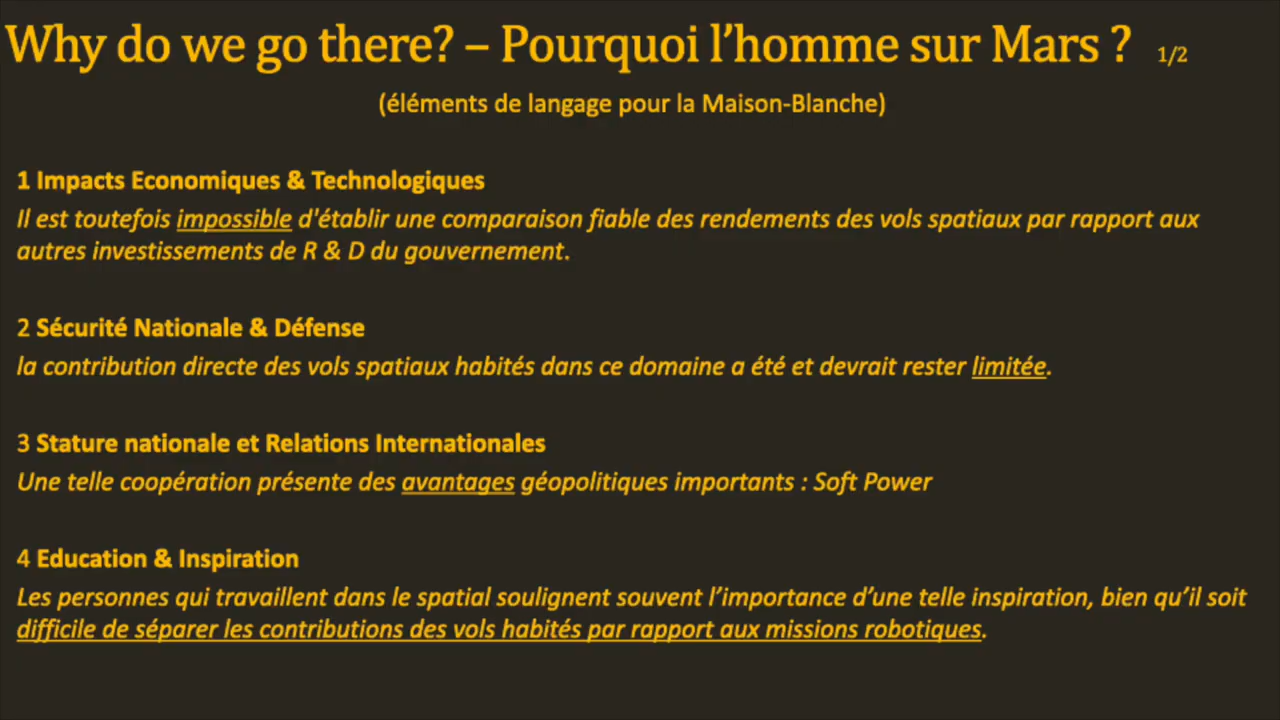 Why do we go there? – Pourquoi l’homme sur Mars ? 1/2
(éléments de langage pour la Maison-Blanche)
1 Impacts Economiques & Technologiques
Il est toutefois impossible d'établir une comparaison fiable des rendements des vols spatiaux par rapport aux
autres investissements de R & D du gouvernement.
2 Sécurité Nationale & Défense
la contribution directe des vols spatiaux habités dans ce domaine a été et devrait rester limitée.
3 Stature nationale et Relations Internationales
Une telle coopération présente des avantages géopolitiques importants : Soft Power
4 Education & Inspiration
Les personnes qui travaillent dans le spatial soulignent souvent l’importance d’une telle inspiration, bien qu’il soit
difficile de séparer les contributions des vols habités par rapport aux missions robotiques.